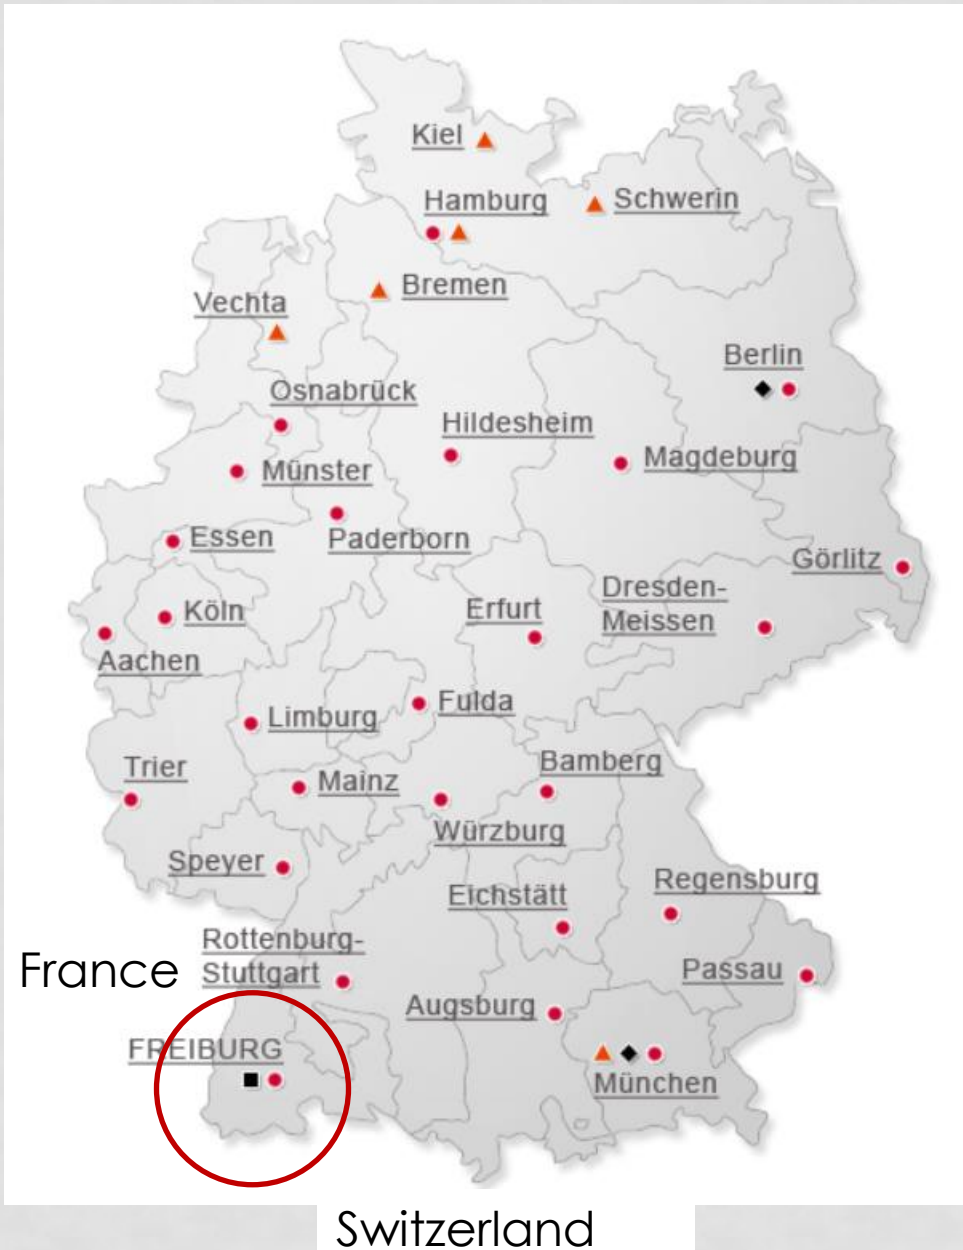 Kiel
Hamburg
Schwerin
Bremen
Vechta
Berlin
Osnabrück
Hildesheim
Magdeburg
Münster
Essen
Paderborn
Görlitz
Dresden-
Meissen
Köln
Erfurt
Aachen
Fulda
Limburg
Trier
Mainz
Bamberg
Würzburg
Speyer
Eichstätt
Regensburg
Rottenburg-
Stuttgart
France
Passau
Augsburg
FREIBURG
München
Switzerland